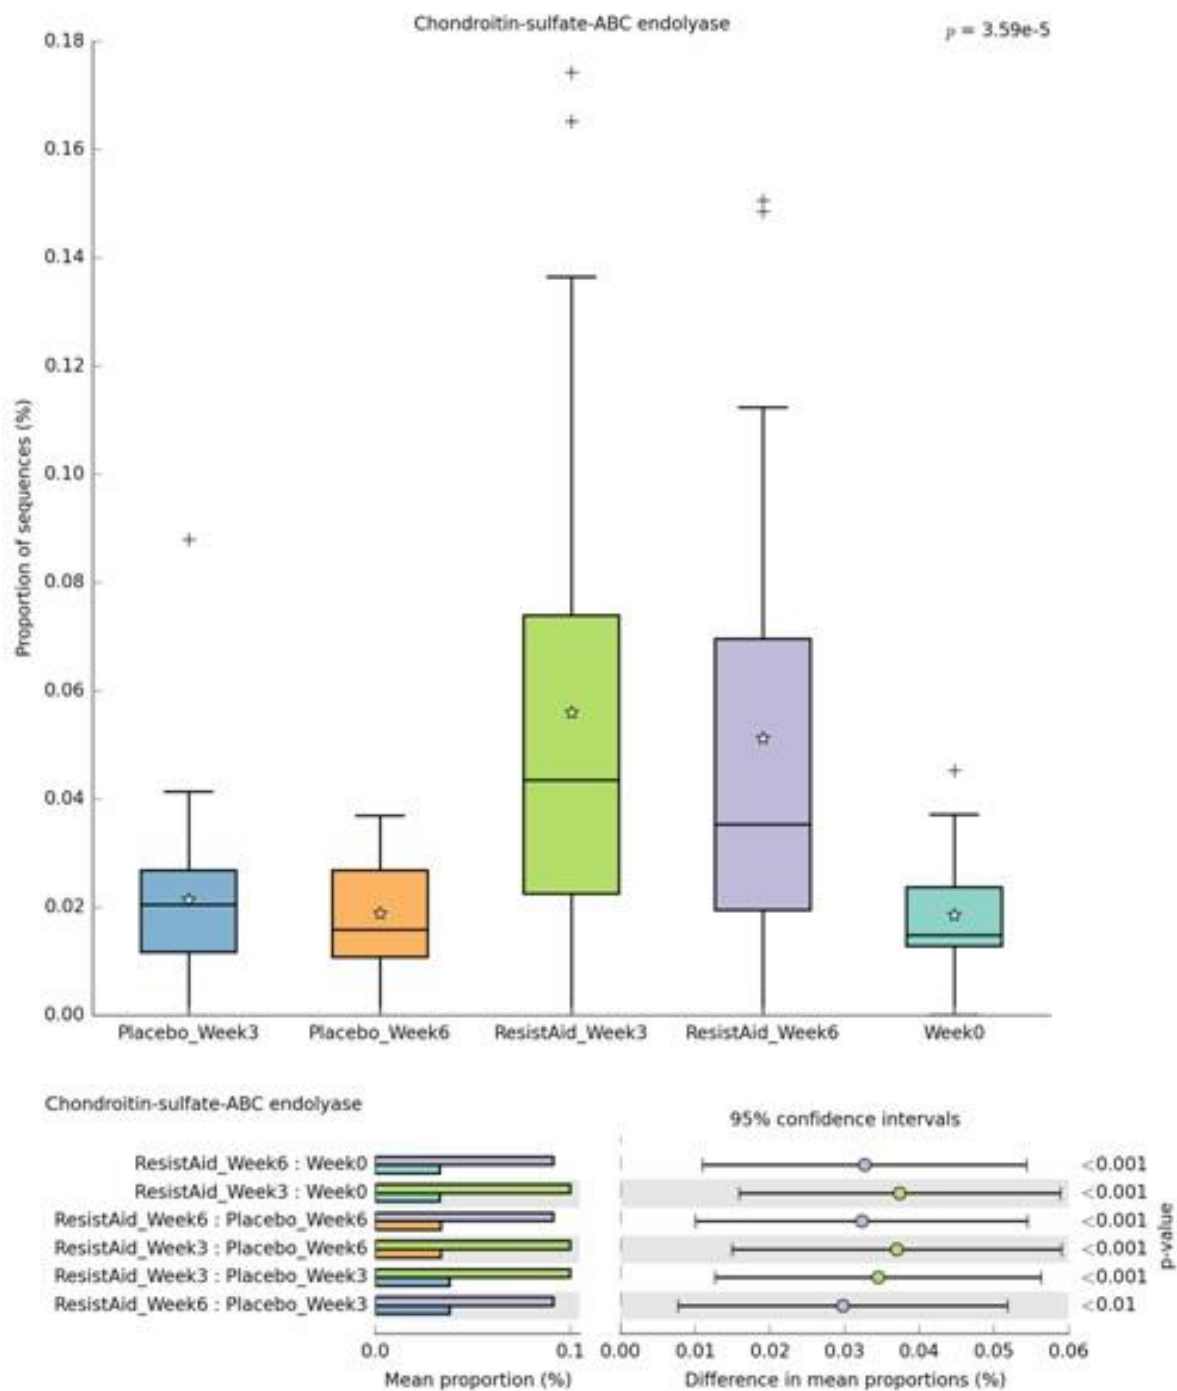 Chondroitin-sulfate-ABC endolyase
p = 3.59e-5
0.18
0.16
0.14
0.12
0.10
0.08
0.06
0.04
0.02
0.00
Proportion of sequences (%)
Placebo_Week3
Placebo_Week6
ResistAid_Week3
ResistAid_Week6
Week0
Chondroitin-sulfate-ABC endolyase
95% confidence intervals
ResistAid_Week6 : Week0
<0.001
ResistAid_Week3 : Week0
<0.001
ResistAid_Week6 : Placebo_Week6
<0.001
ResistAid_Week3 : Placebo_Week6
<0.001
ResistAid_Week3 : Placebo_Week3
<0.001
ResistAid_Week6 : Placebo_Week3
<0.01
p-value
0.0 0.1
0.00 0.01 0.02 0.03 0.04 0.05 0.06
Mean proportion (%)
Difference in mean proportions (%)